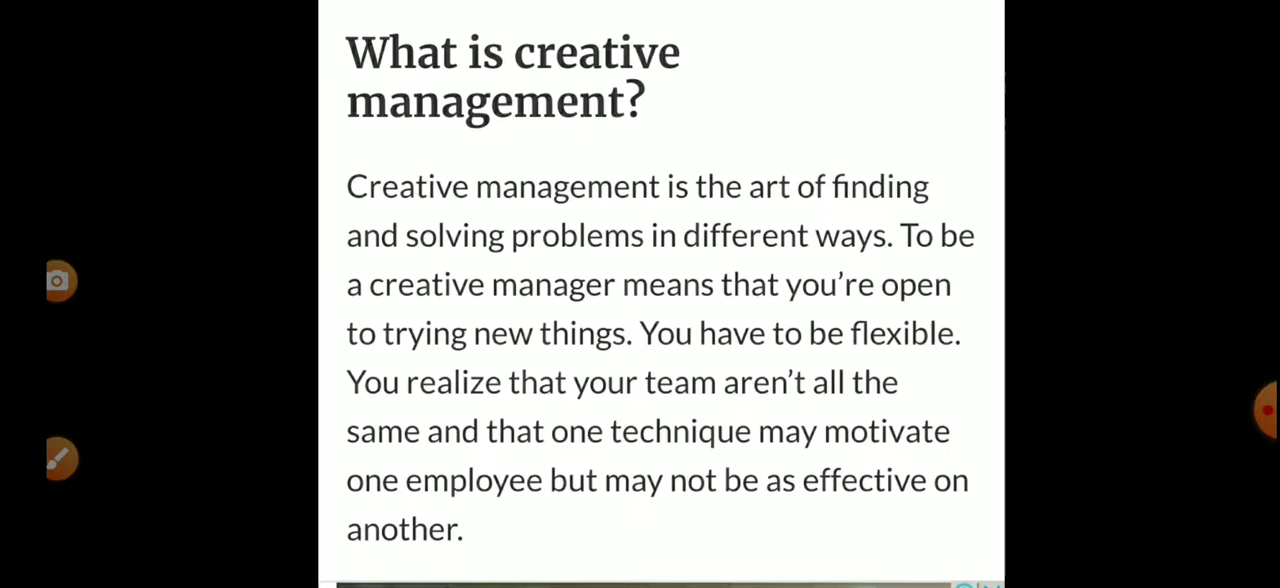 What is creative
management?
Creative management is the art of finding
and solving problems in different ways. To be
a creative manager means that you’re open
to trying new things. You have to be flexible.
You realize that your team aren’t all the
same and that one technique may motivate
one employee but may not be as effective on
another.